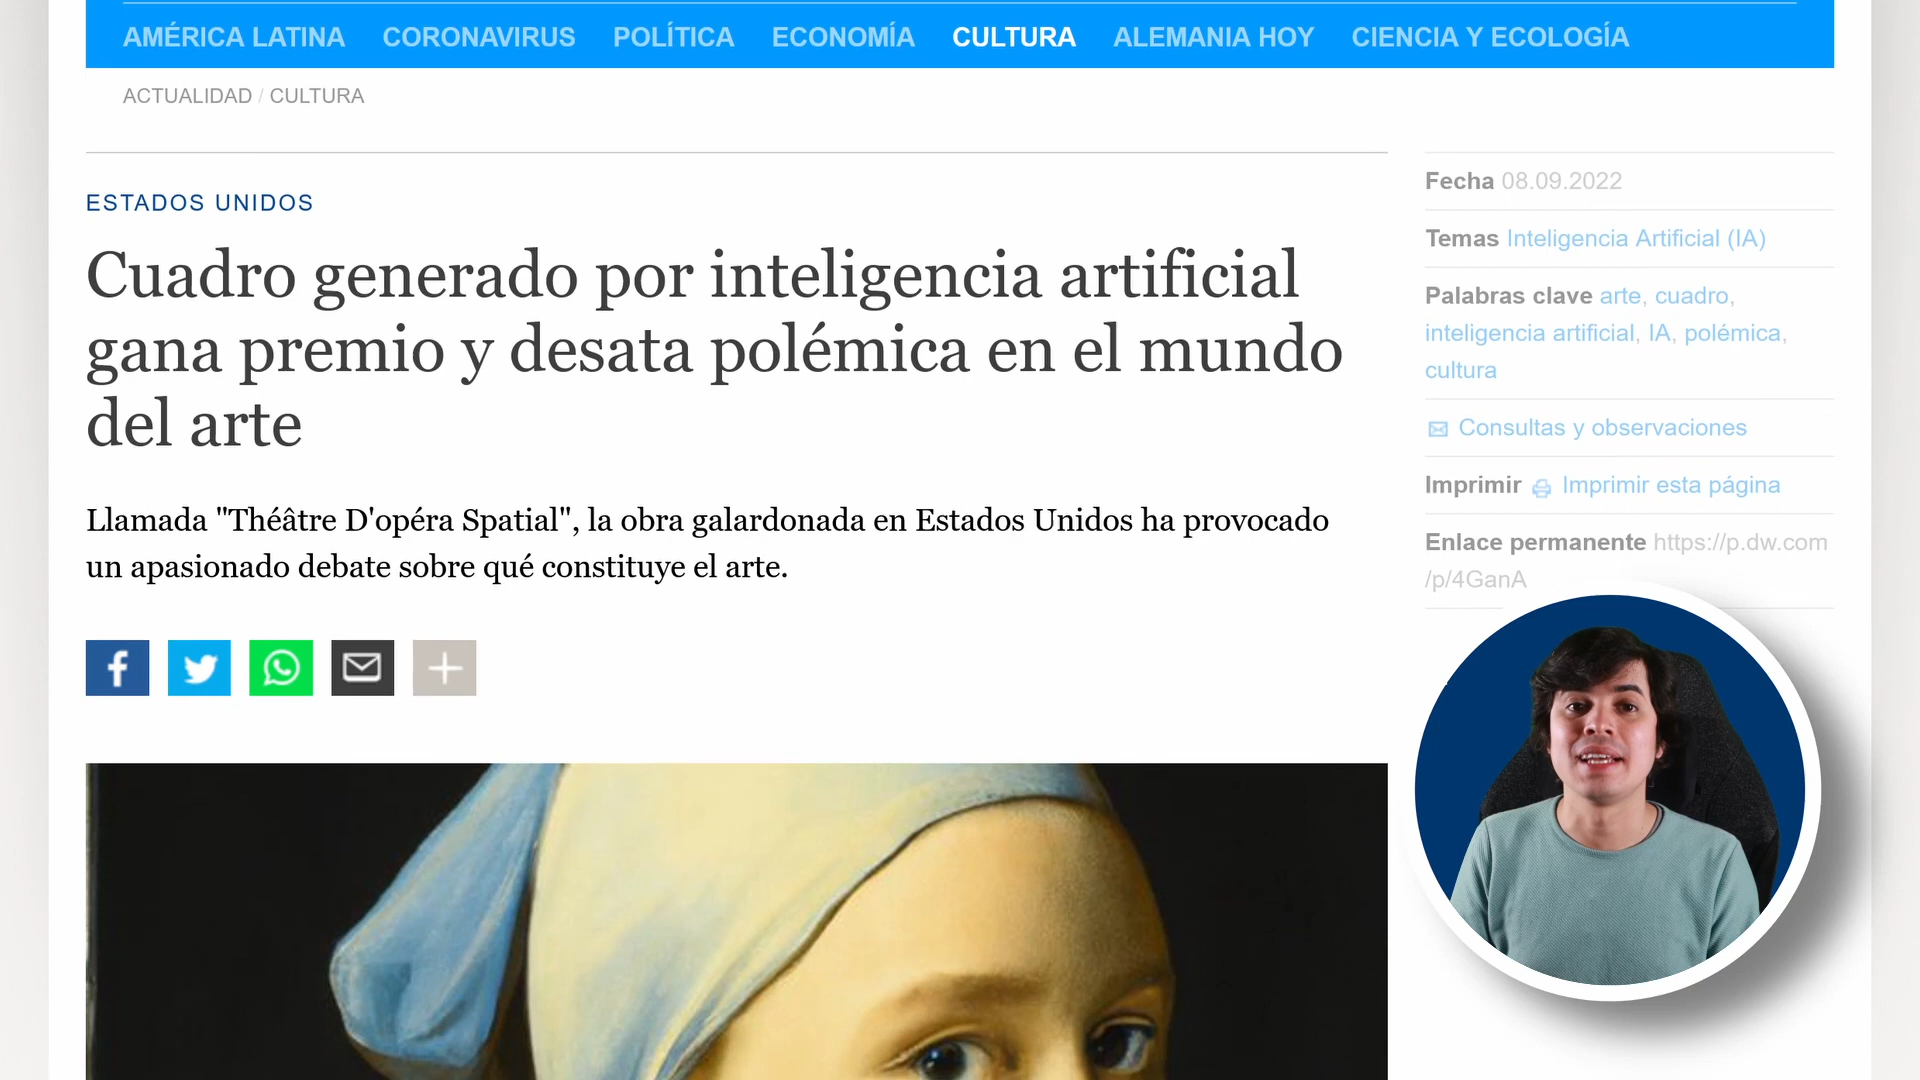 AMÉRICA LATINA CORONAVIRUS POLÍTICA ECONOMÍA CULTURA ALEMANIA HOY CIENCIA Y ECOLOGÍA
ACTUALIDAD / CULTURA
ESTADOS UNIDOS
Cuadro generado por inteligencia artificial
gana premio y desata polémica en el mundo
del arte
Llamada "Théâtre D'opéra Spatial", la obra galardonada en Estados Unidos ha provocado
un apasionado debate sobre qué constituye el arte.
Fecha 08.09.2022
Temas Inteligencia Artificial (IA)
Palabras clave arte, cuadro,
inteligencia artificial, IA, polémica,
cultura
Consultas y observaciones
Imprimir Imprimir esta página
Enlace permanente https://p.dw.com
/p/4GanA